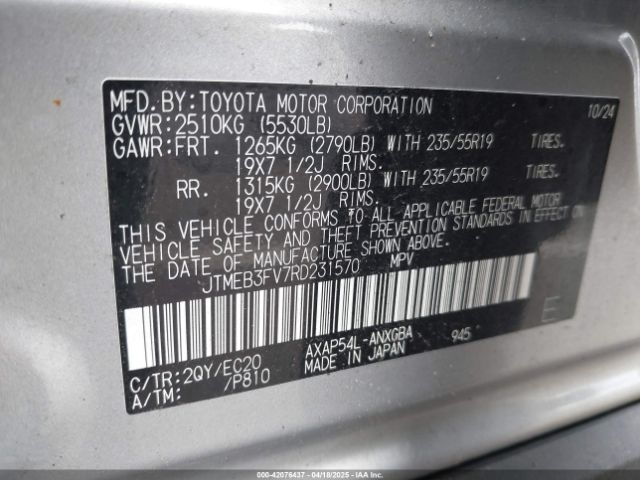 MFD.BY:TOYOTA MOTOR CORPORATION 10/24
GVWR:2510KG (5530LB)
GAWR:FRT. 1265KG (2790LB) WITH 235/55R19 TIRES.
19X7 1/2J RIMS.
RR. 1315KG (2900LB) WITH 235/55R19 TIRES.
19X7 1/2J RIMS.
THIS VEHICLE CONFORMS TO ALL APPLICABLE FEDERAL MOTOR
VEHICLE SAFETY AND THEFT PREVENTION STANDARDS IN EFFECT ON
THE DATE OF MANUFACTURE SHOWN ABOVE.
JTMEB3FV7RD231570 MPV
AXAP54L-ANXGBA 945
MADE IN JAPAN
E
C/TR:2QY/EC20
A/TM: /P810
000-42076437 - 04/18/2025 - IAAI.COM